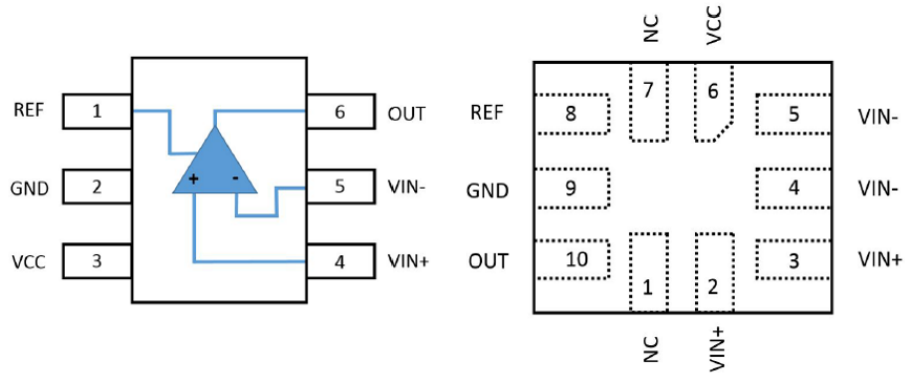 REF 1 6 OUT
GND 2 5 VIN-
VCC 3 4 VIN+
+ -
NC VCC
7 6
REF 8 5 VIN-
GND 9 4 VIN-
OUT 10 3 VIN+
1 2
NC VIN+